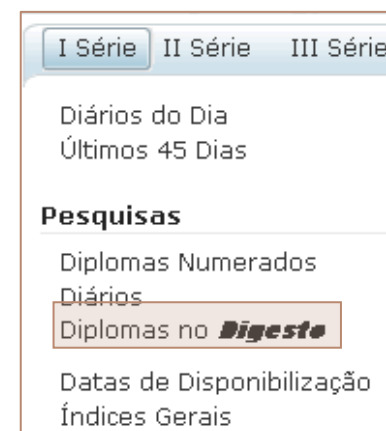 I Série II Série III Série
Diários do Dia
Últimos 45 Dias
Pesquisas
Diplomas Numerados
Diários
Diplomas no Digesto
Datas de Disponibilização
Índices Gerais